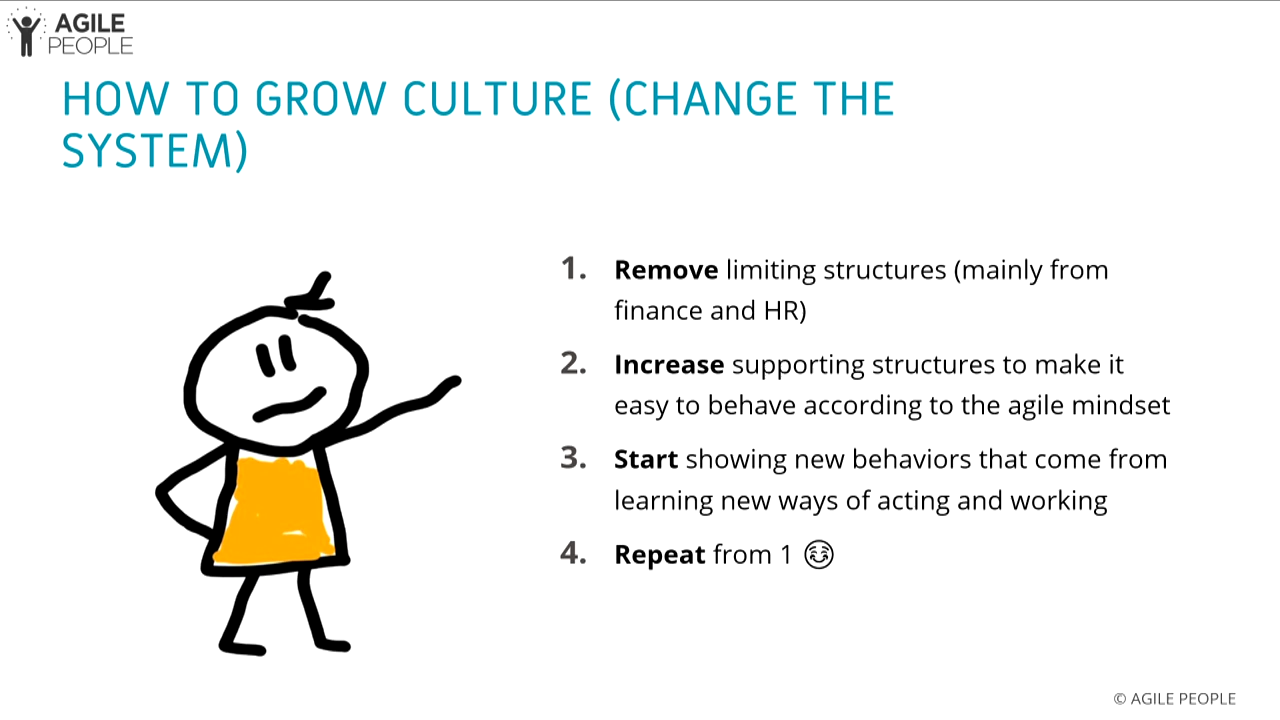 AGILE
PEOPLE
HOW TO GROW CULTURE (CHANGE THE
SYSTEM)
1. Remove limiting structures (mainly from
finance and HR)
2. Increase supporting structures to make it
easy to behave according to the agile mindset
3. Start showing new behaviors that come from
learning new ways of acting and working
4. Repeat from 1
© AGILE PEOPLE